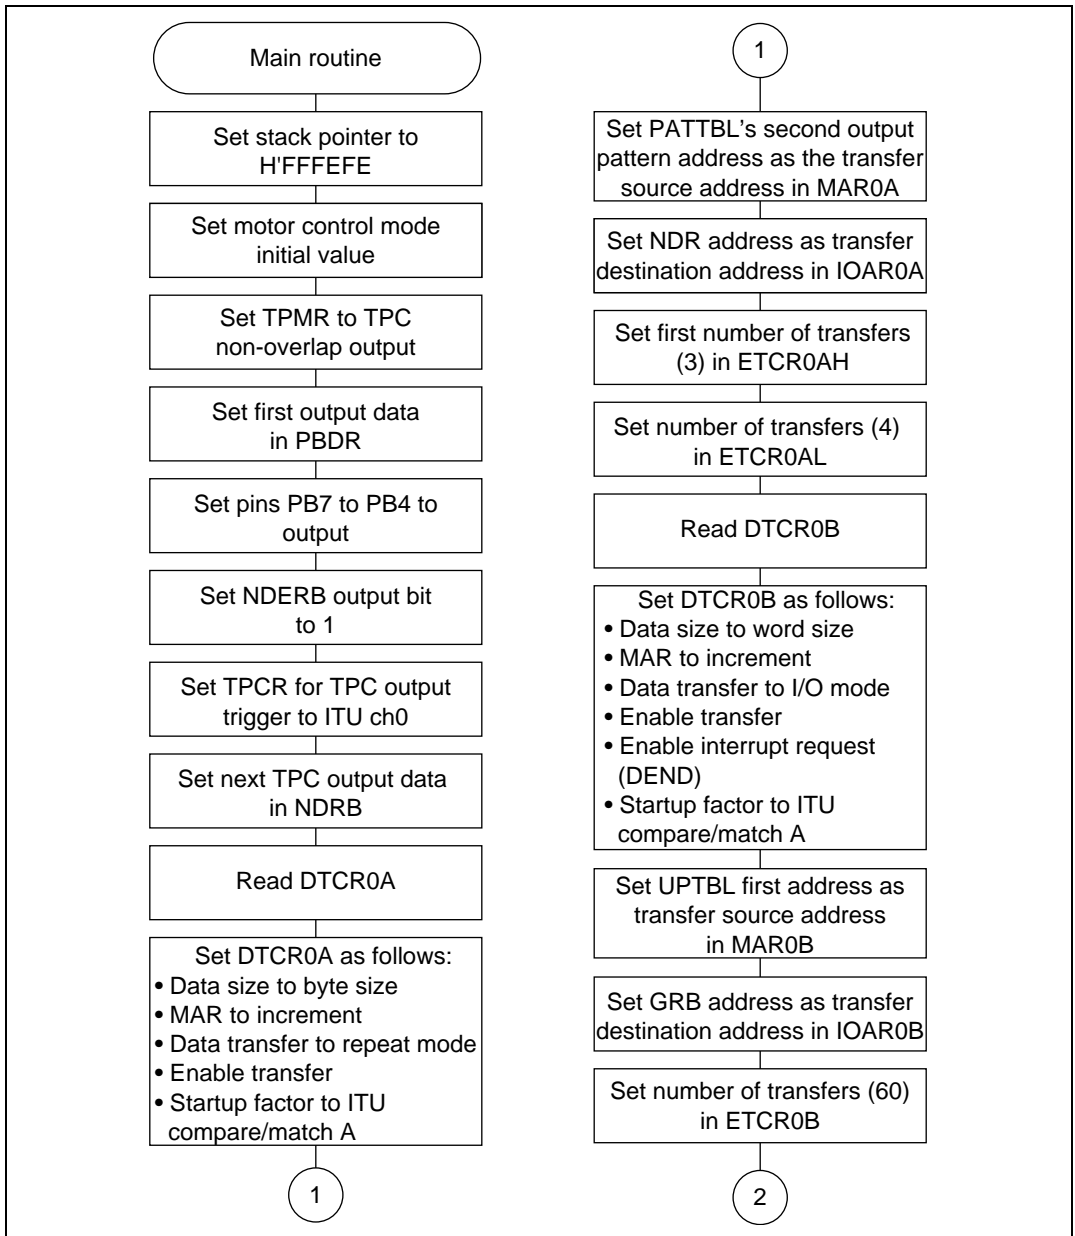 Main routine
Set stack pointer to
H'FFFEFE
Set motor control mode
initial value
Set TPMR to TPC
non-overlap output
Set first output data
in PBDR
Set pins PB7 to PB4 to
output
Set NDERB output bit
to 1
Set TPCR for TPC output
trigger to ITU ch0
Set next TPC output data
in NDRB
Read DTCR0A
Set DTCR0A as follows:
• Data size to byte size
• MAR to increment
• Data transfer to repeat mode
• Enable transfer
• Startup factor to ITU
compare/match A
1
1
Set PATTBL's second output
pattern address as the transfer
source address in MAR0A
Set NDR address as transfer
destination address in IOAR0A
Set first number of transfers
(3) in ETCR0AH
Set number of transfers (4)
in ETCR0AL
Read DTCR0B
Set DTCR0B as follows:
• Data size to word size
• MAR to increment
• Data transfer to I/O mode
• Enable transfer
• Enable interrupt request
(DEND)
• Startup factor to ITU
compare/match A
Set UPTBL first address as
transfer source address
in MAR0B
Set GRB address as transfer
destination address in IOAR0B
Set number of transfers (60)
in ETCR0B
2